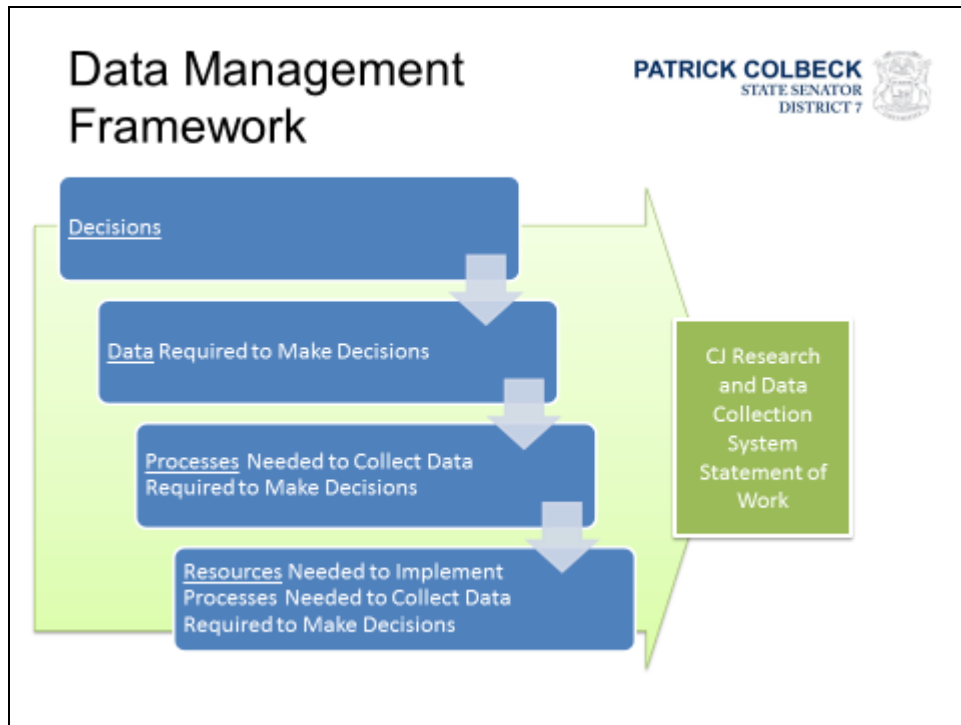 Data Management
Framework
PATRICK COLBECK
STATE SENATOR
DISTRICT 7
Decisions
Data Required to Make Decisions
Processes Needed to Collect Data
Required to Make Decisions
Resources Needed to Implement
Processes Needed to Collect Data
Required to Make Decisions
CJ Research
and Data
Collection
System
Statement of
Work